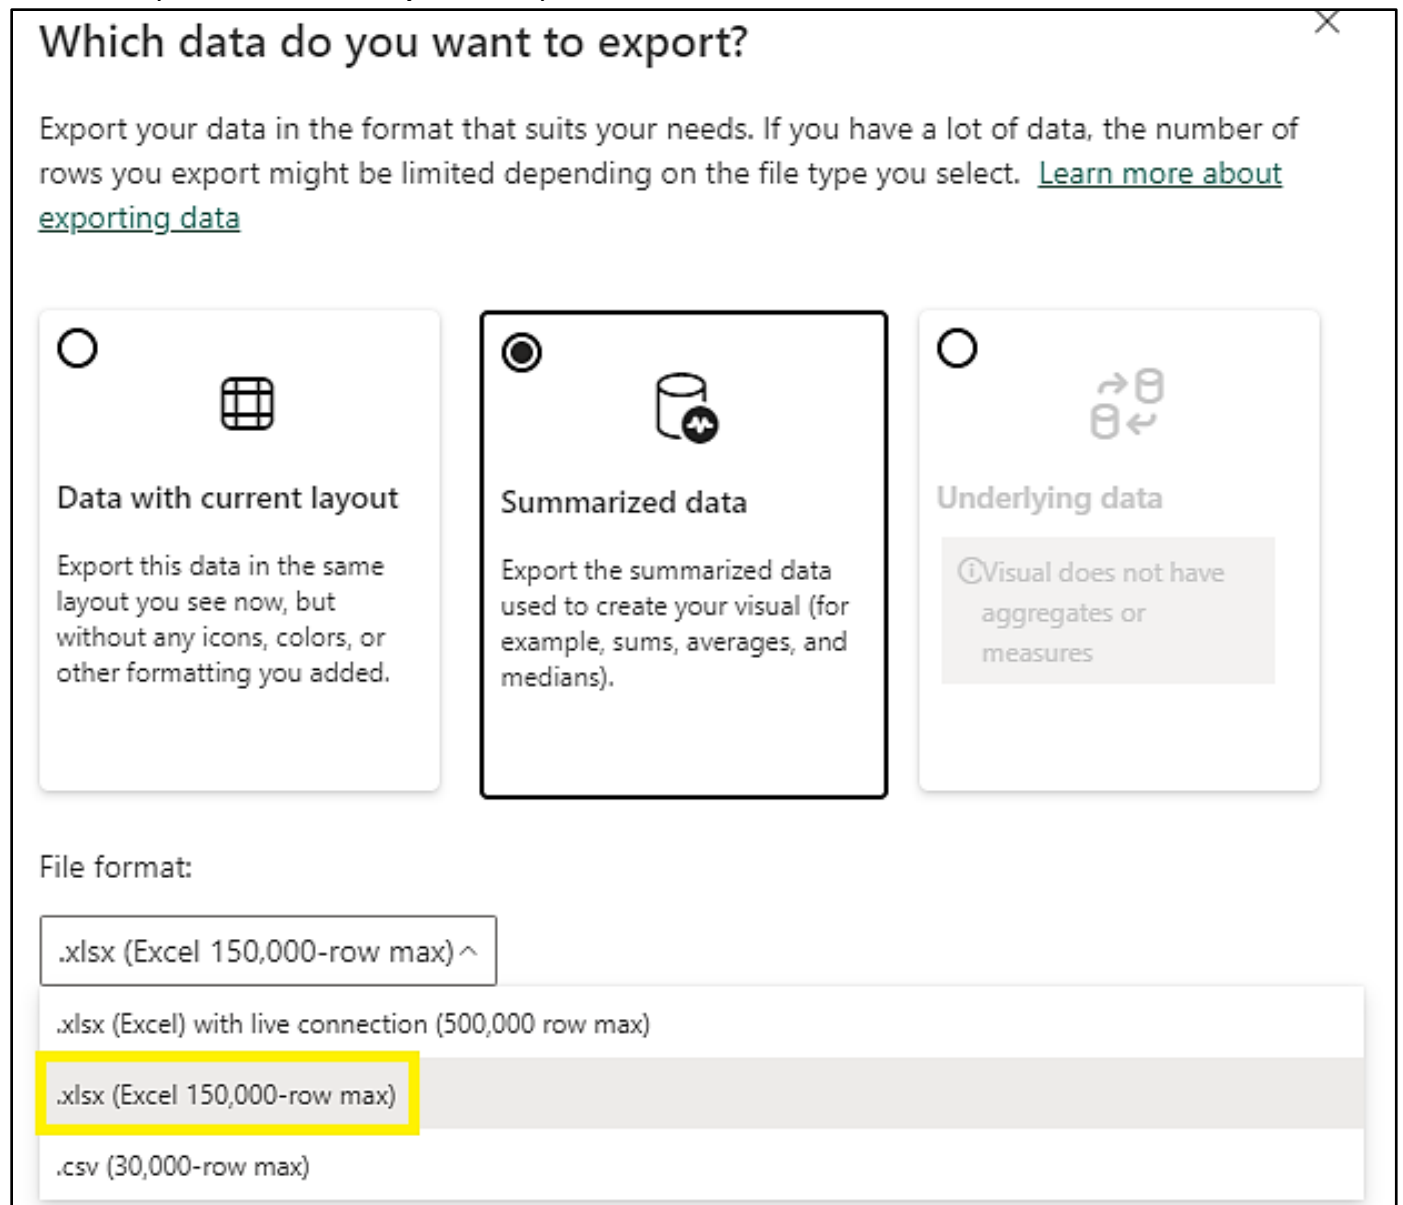 Which data do you want to export?
Export your data in the format that suits your needs. If you have a lot of data, the number of
rows you export might be limited depending on the file type you select. Learn more about
exporting data
Data with current layout
Export this data in the same
layout you see now, but
without any icons, colors, or
other formatting you added.
Summarized data
Export the summarized data
used to create your visual (for
example, sums, averages, and
medians).
Underlying data
Visual does not have
aggregates or
measures
File format:
.xlsx (Excel 150,000-row max)
.xlsx (Excel) with live connection (500,000 row max)
.xlsx (Excel 150,000-row max)
.csv (30,000-row max)